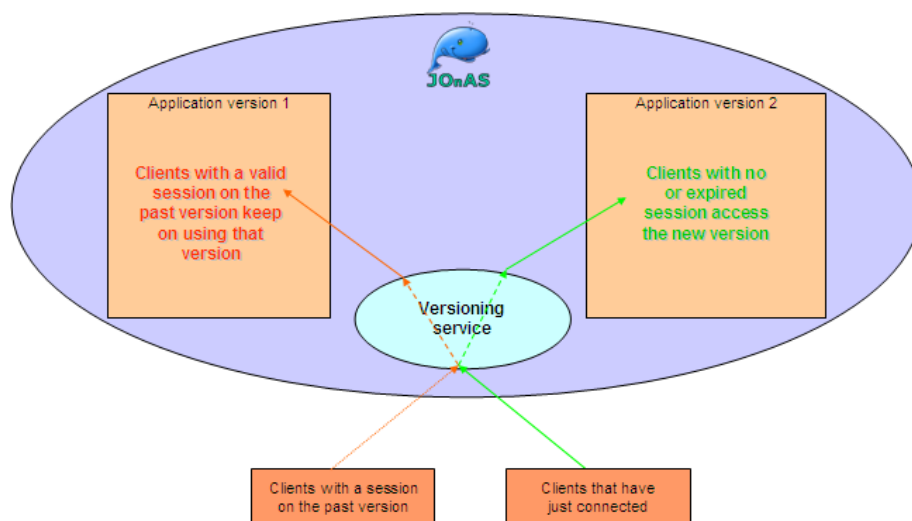 JOnAS
Application version 1
Clients with a valid
session on the
past version keep
on using that
version
Application version 2
Clients with no
or expired
session access
the new version
Versioning
service
Clients with a session
on the past version
Clients that have
just connected